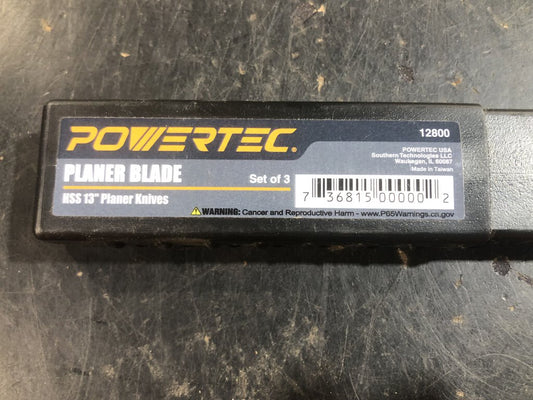 POWERTEC.
12800
POWERTEC USA
Southern Technologies LLC
Waukegan, IL 60087
Made in Taiwan
PLANER BLADE
Set of 3
HSS 13" Planer Knives
7 36815 00000 2
WARNING: Cancer and Reproductive Harm - www.P65Warnings.ca.gov